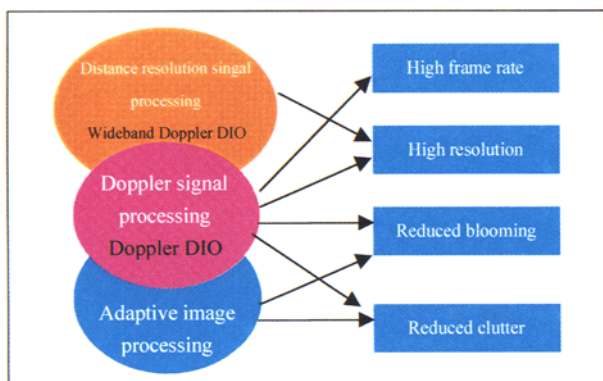 Distance resolution singal
processing
Wideband Doppler DIO
Doppler signal
processing
Doppler DIO
Adaptive image
processing
High frame rate
High resolution
Reduced blooming
Reduced clutter